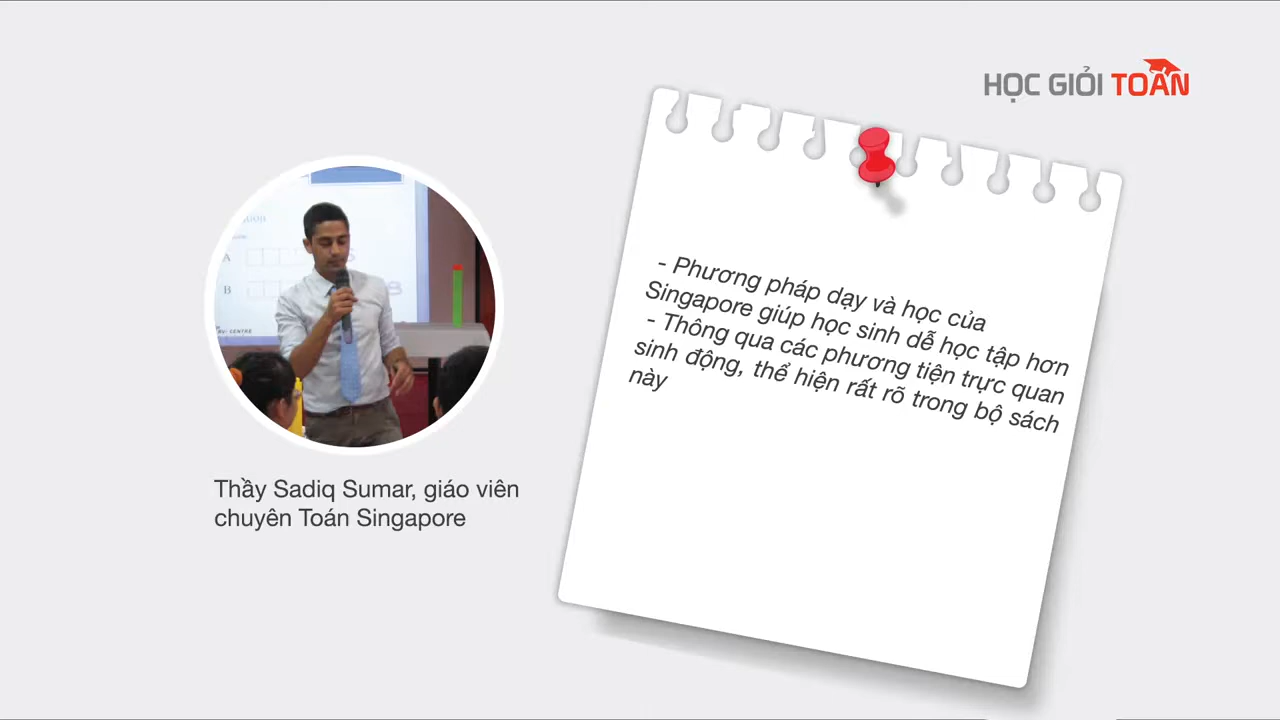 HỌC GIỎI TOÁN
- Phương pháp dạy và học của
Singapore giúp học sinh dễ học tập hơn
- Thông qua các phương tiện trực quan
sinh động, thể hiện rất rõ trong bộ sách
này
A
B
Thầy Sadiq Sumar, giáo viên
chuyên Toán Singapore